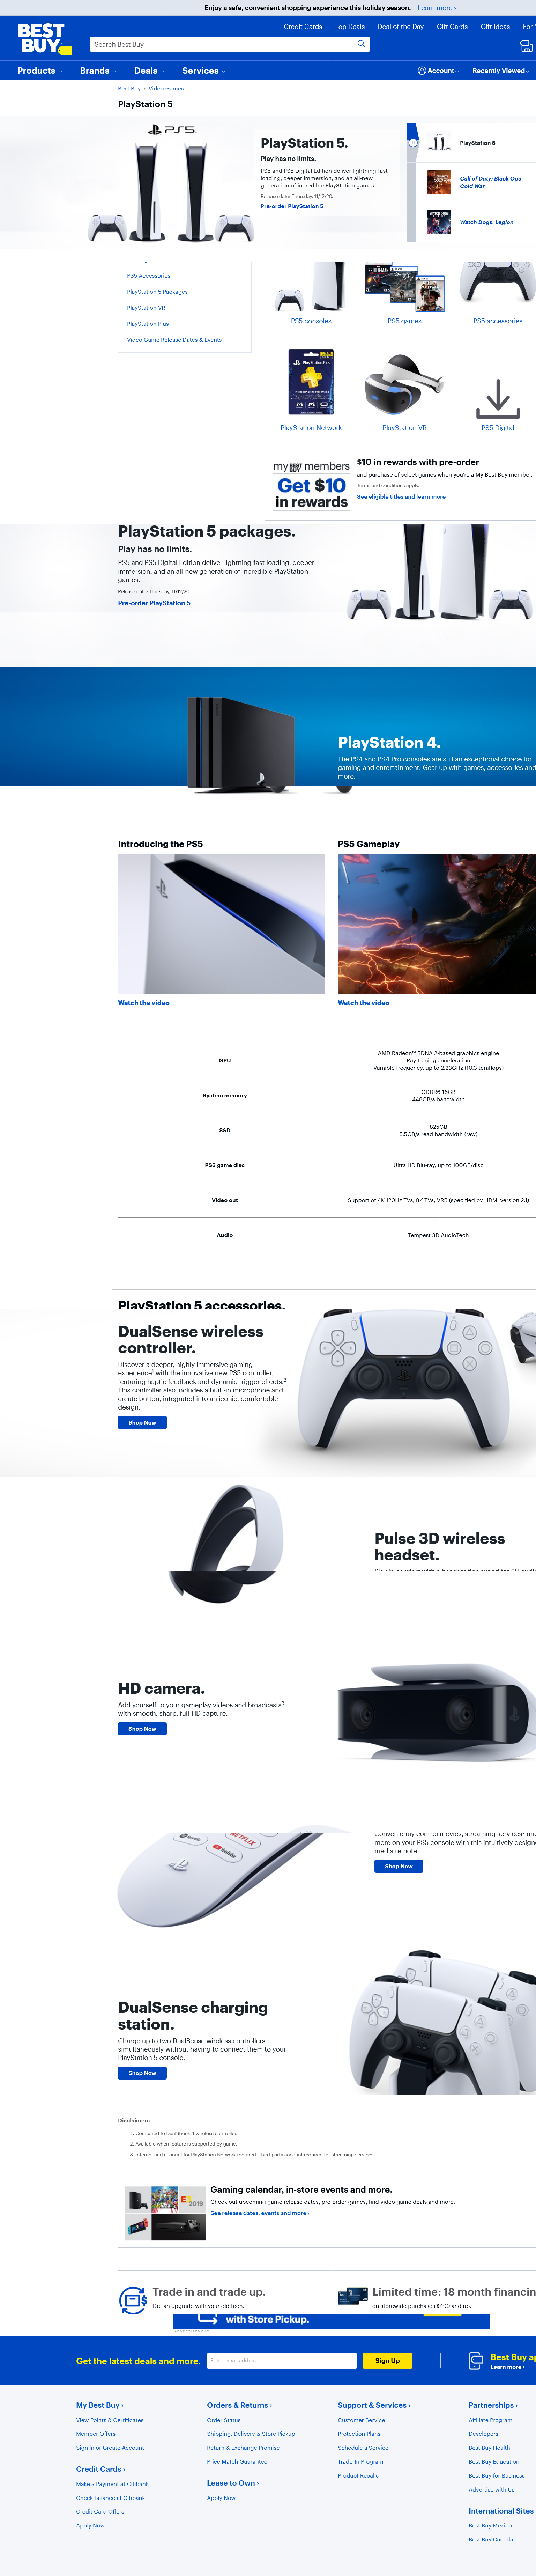 Enjoy a safe, convenient shopping experience this holiday season. Learn more ›
BEST
BUY
Credit Cards Top Deals Deal of the Day Gift Cards Gift Ideas For
Search Best Buy
Products Brands Deals Services
Account Recently Viewed
Best Buy › Video Games
PlayStation 5
PS5
PlayStation 5.
Play has no limits.
PS5 and PS5 Digital Edition deliver lightning-fast
loading, deeper immersion, and an all-new
generation of incredible PlayStation games.
Release date: Thursday, 11/12/20.
Pre-order PlayStation 5
PlayStation 5
Call of Duty: Black Ops
Cold War
Watch Dogs: Legion
PS5 Accessories
PlayStation 5 Packages
PlayStation VR
PlayStation Plus
Video Game Release Dates & Events
PS5 consoles
PS5 games
PS5 accessories
PlayStation Network
PlayStation VR
PS5 Digital
my BEST BUY members
Get $10
in rewards
$10 in rewards with pre-order
and purchase of select games when you're a My Best Buy member.
Terms and conditions apply.
See eligible titles and learn more
PlayStation 5 packages.
Play has no limits.
PS5 and PS5 Digital Edition deliver lightning-fast loading, deeper
immersion, and an all-new generation of incredible PlayStation
games.
Release date: Thursday, 11/12/20.
Pre-order PlayStation 5
PlayStation 4.
The PS4 and PS4 Pro consoles are still an exceptional choice for
gaming and entertainment. Gear up with games, accessories and
more.
Introducing the PS5
PS5 Gameplay
Watch the video
Watch the video
GPU
AMD Radeon™ RDNA 2-based graphics engine
Ray tracing acceleration
Variable frequency, up to 2.23GHz (10.3 teraflops)
System memory
GDDR6 16GB
448GB/s bandwidth
SSD
825GB
5.5GB/s read bandwidth (raw)
PS5 game disc
Ultra HD Blu-ray, up to 100GB/disc
Video out
Support of 4K 120Hz TVs, 8K TVs, VRR (specified by HDMI version 2.1)
Audio
Tempest 3D AudioTech
PlayStation 5 accessories.
DualSense wireless
controller.
Discover a deeper, highly immersive gaming
experience1 with the innovative new PS5 controller,
featuring haptic feedback and dynamic trigger effects.2
This controller also includes a built-in microphone and
create button, integrated into an iconic, comfortable
design.
Shop Now
Pulse 3D wireless
headset.
HD camera.
Add yourself to your gameplay videos and broadcasts3
with smooth, sharp, full-HD capture.
Shop Now
Spotify
NETFLIX
YouTube
Conveniently control movies, streaming services4 and
more on your PS5 console with this intuitively designed
media remote.
Shop Now
DualSense charging
station.
Charge up to two DualSense wireless controllers
simultaneously without having to connect them to your
PlayStation 5 console.
Shop Now
Disclaimers.
1. Compared to DualShock 4 wireless controller.
2. Available when feature is supported by game.
3. Internet and account for PlayStation Network required. Third-party account required for streaming services.
E3 2019
Gaming calendar, in-store events and more.
Check out upcoming game release dates, pre-order games, find video game deals and more.
See release dates, events and more ›
Trade in and trade up.
Get an upgrade with your old tech.
Limited time: 18 month financin
on storewide purchases $499 and up.
with Store Pickup.
ADVERTISEMENT
Get the latest deals and more.
Enter email address
Sign Up
Best Buy ap
Learn more ›
My Best Buy ›
View Points & Certificates
Member Offers
Sign in or Create Account
Credit Cards ›
Make a Payment at Citibank
Check Balance at Citibank
Credit Card Offers
Apply Now
Orders & Returns ›
Order Status
Shipping, Delivery & Store Pickup
Return & Exchange Promise
Price Match Guarantee
Lease to Own ›
Apply Now
Support & Services ›
Customer Service
Protection Plans
Schedule a Service
Trade-In Program
Product Recalls
Partnerships ›
Affiliate Program
Developers
Best Buy Health
Best Buy Education
Best Buy for Business
Advertise with Us
International Sites
Best Buy Mexico
Best Buy Canada